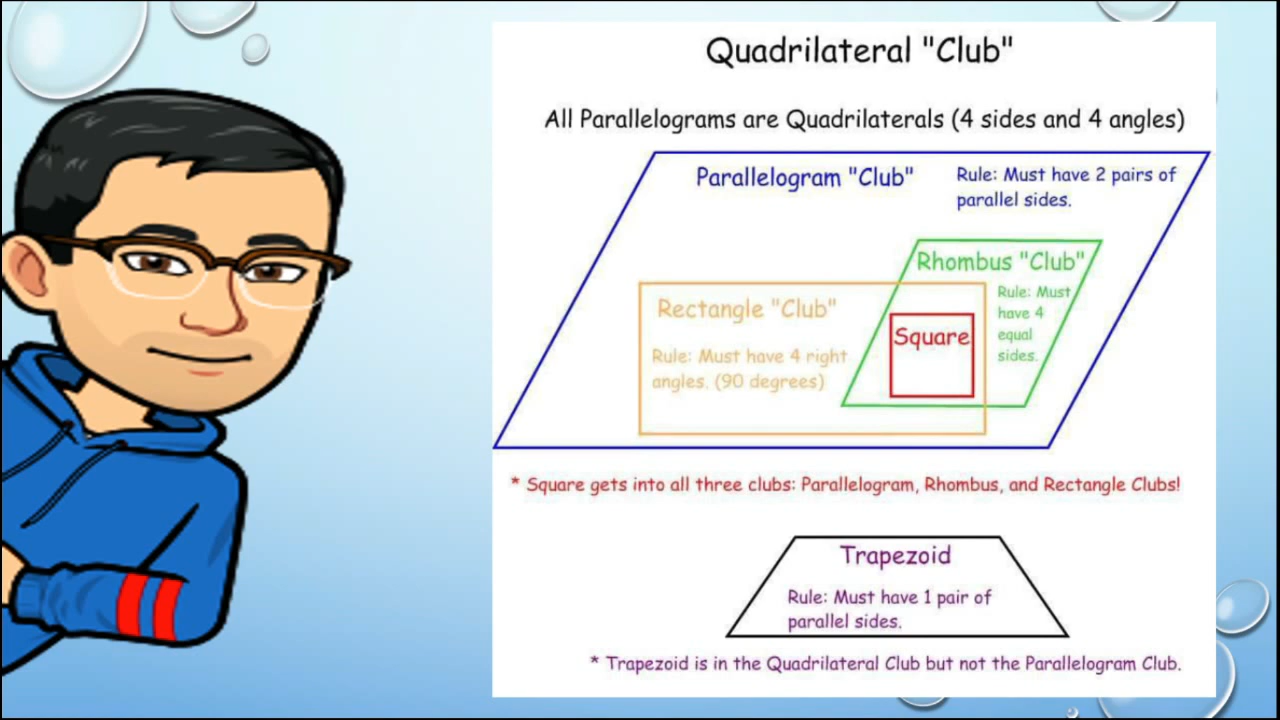 Quadrilateral "Club"
All Parallelograms are Quadrilaterals (4 sides and 4 angles)
Parallelogram "Club"
Rule: Must have 2 pairs of
parallel sides.
Rhombus "Club"
Rule: Must
have 4
equal
sides.
Rectangle "Club"
Rule: Must have 4 right
angles. (90 degrees)
Square
* Square gets into all three clubs: Parallelogram, Rhombus, and Rectangle Clubs!
Trapezoid
Rule: Must have 1 pair of
parallel sides.
* Trapezoid is in the Quadrilateral Club but not the Parallelogram Club.